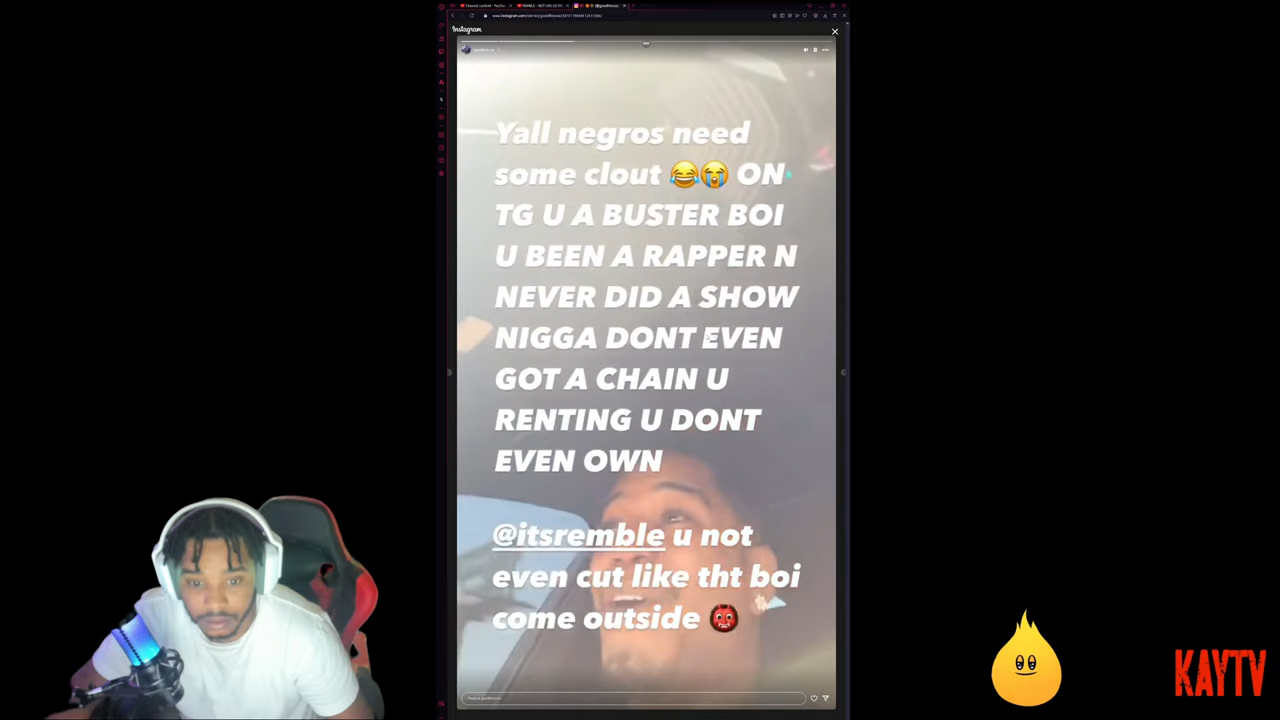 Instagram
Yall negros need
some clout 😂😭 ON
TG U A BUSTER BOI
U BEEN A RAPPER N
NEVER DID A SHOW
NIGGA DONT EVEN
GOT A CHAIN U
RENTING U DONT
EVEN OWN
@itsremble u not
even cut like tht boi
come outside 👹
KAYTV